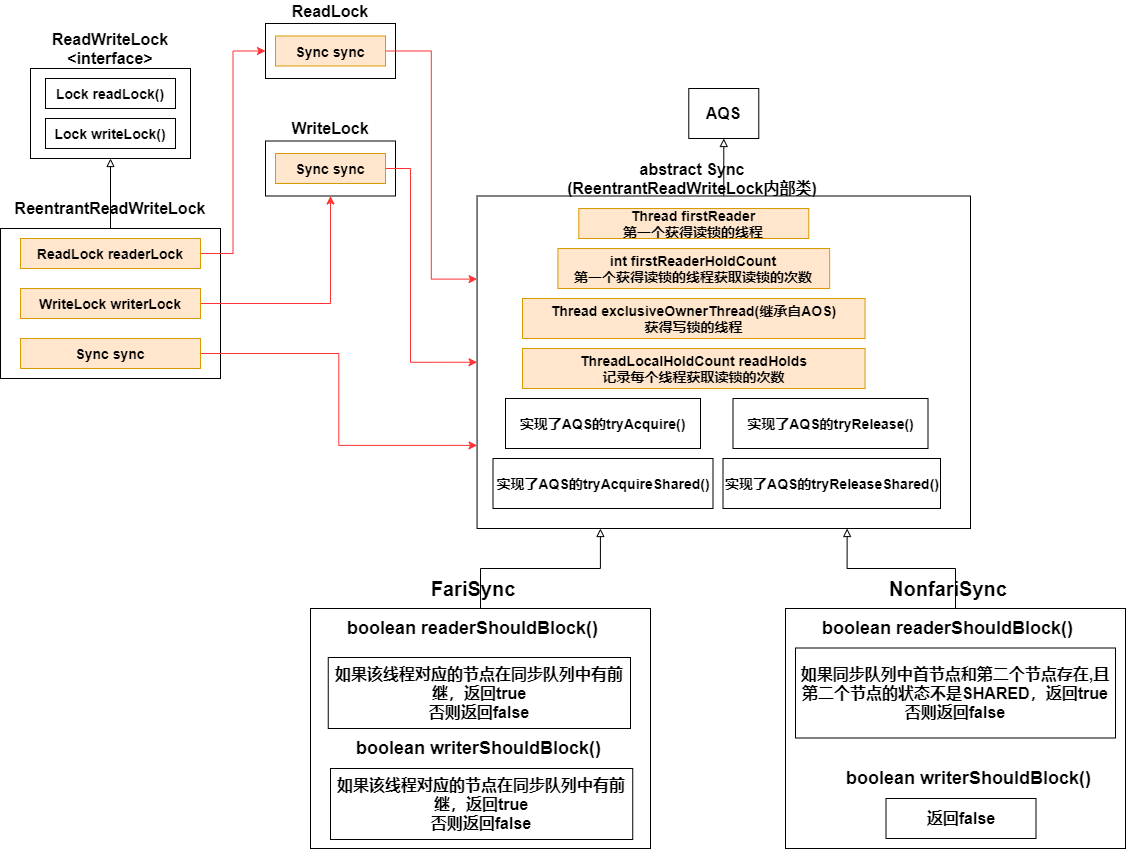 ReadLock
Sync sync
ReadWriteLock
<interface>
Lock readLock()
Lock writeLock()
WriteLock
Sync sync
AQS
abstract Sync
(ReentrantReadWriteLock内部类)
ReentrantReadWriteLock
ReadLock readerLock
WriteLock writerLock
Sync sync
Thread firstReader
第一个获得读锁的线程
int firstReaderHoldCount
第一个获得读锁的线程获取读锁的次数
Thread exclusiveOwnerThread(继承自AOS)
获得写锁的线程
ThreadLocalHoldCount readHolds
记录每个线程获取读锁的次数
实现了AQS的tryAcquire()
实现了AQS的tryRelease()
实现了AQS的tryAcquireShared()
实现了AQS的tryReleaseShared()
FariSync
boolean readerShouldBlock()
如果该线程对应的节点在同步队列中有前
继，返回true
否则返回false
boolean writerShouldBlock()
如果该线程对应的节点在同步队列中有前
继，返回true
否则返回false
NonfariSync
boolean readerShouldBlock()
如果同步队列中首节点和第二个节点存在,且
第二个节点的状态不是SHARED，返回true
否则返回false
boolean writerShouldBlock()
返回false